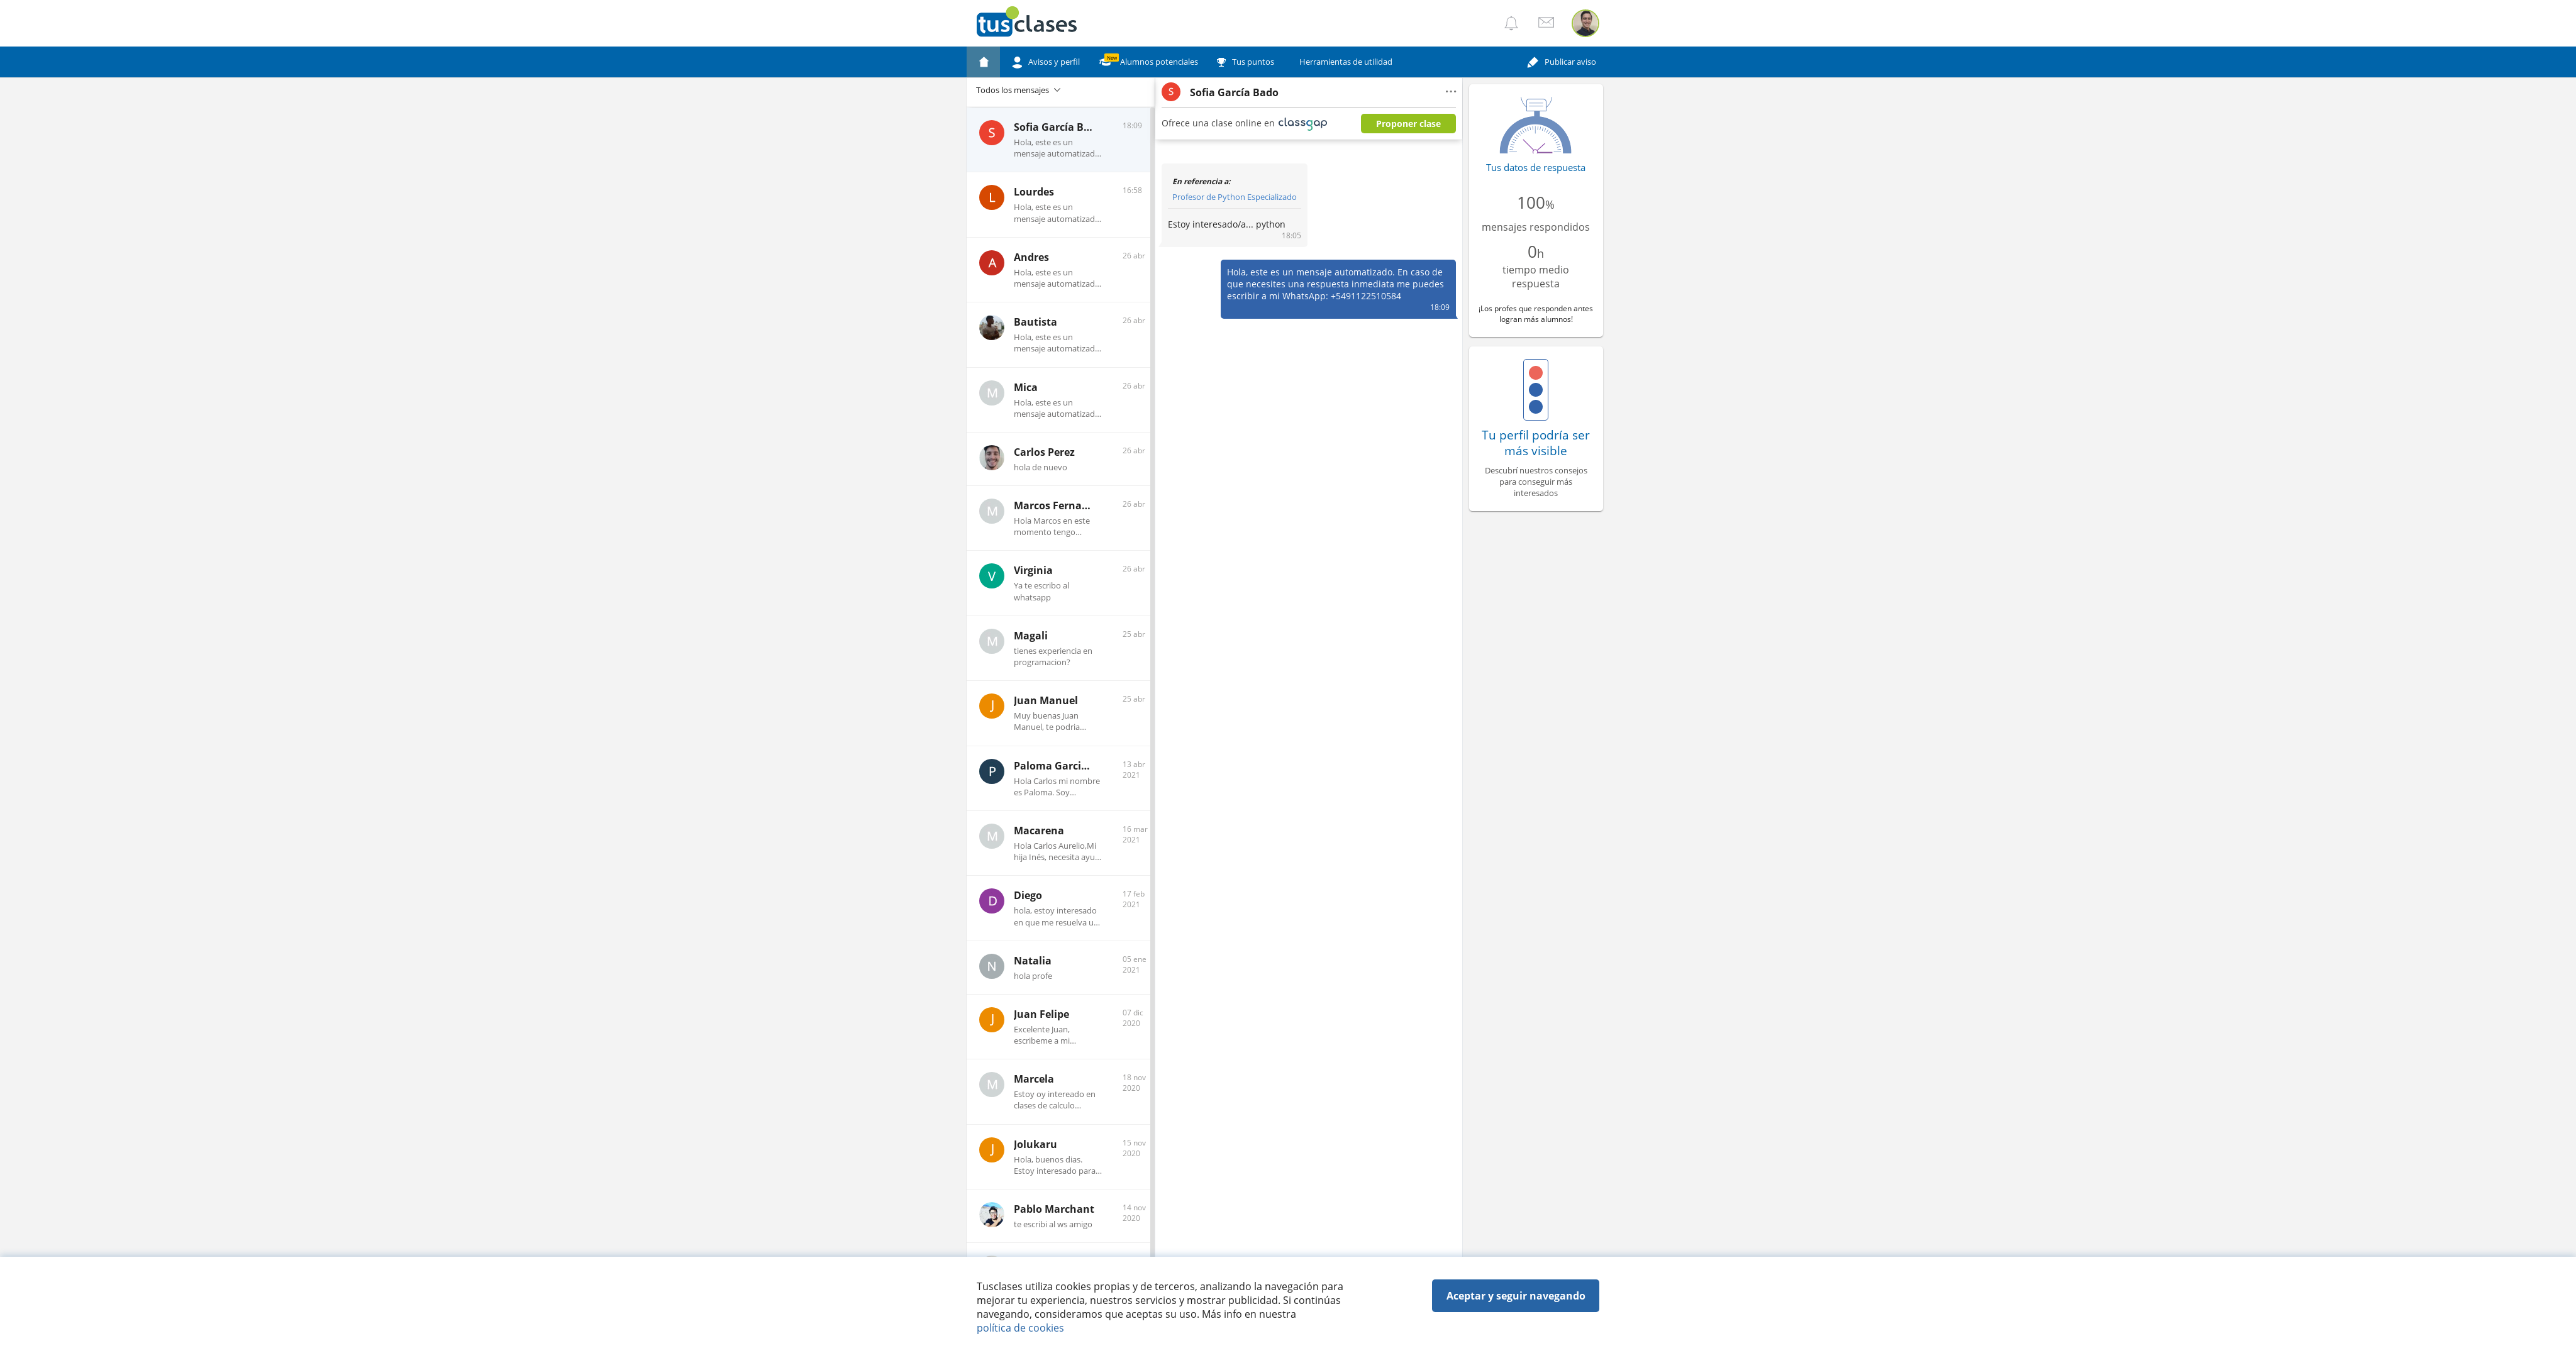 tusclases
Avisos y perfil
New
Alumnos potenciales
Tus puntos
Herramientas de utilidad
Publicar aviso
Todos los mensajes
S
Sofia García B...
18:09
Hola, este es un
mensaje automatizad...
L
Lourdes
16:58
Hola, este es un
mensaje automatizad...
A
Andres
26 abr
Hola, este es un
mensaje automatizad...
Bautista
26 abr
Hola, este es un
mensaje automatizad...
M
Mica
26 abr
Hola, este es un
mensaje automatizad...
Carlos Perez
26 abr
hola de nuevo
M
Marcos Ferna...
26 abr
Hola Marcos en este
momento tengo...
V
Virginia
26 abr
Ya te escribo al
whatsapp
M
Magali
25 abr
tienes experiencia en
programacion?
J
Juan Manuel
25 abr
Muy buenas Juan
Manuel, te podria...
P
Paloma Garci...
13 abr
2021
Hola Carlos mi nombre
es Paloma. Soy...
M
Macarena
16 mar
2021
Hola Carlos Aurelio,Mi
hija Inés, necesita ayu...
D
Diego
17 feb
2021
hola, estoy interesado
en que me resuelva u...
N
Natalia
05 ene
2021
hola profe
J
Juan Felipe
07 dic
2020
Excelente Juan,
escribeme a mi...
M
Marcela
18 nov
2020
Estoy oy intereado en
clases de calculo...
J
Jolukaru
15 nov
2020
Hola, buenos dias.
Estoy interesado para...
Pablo Marchant
14 nov
2020
te escribi al ws amigo
S
Sofia García Bado
Ofrece una clase online en classgap
Proponer clase
En referencia a:
Profesor de Python Especializado
Estoy interesado/a... python
18:05
Hola, este es un mensaje automatizado. En caso de
que necesites una respuesta inmediata me puedes
escribir a mi WhatsApp: +5491122510584
18:09
Tus datos de respuesta
100%
mensajes respondidos
0h
tiempo medio
respuesta
¡Los profes que responden antes
logran más alumnos!
Tu perfil podría ser
más visible
Descubrí nuestros consejos
para conseguir más
interesados
Tusclases utiliza cookies propias y de terceros, analizando la navegación para
mejorar tu experiencia, nuestros servicios y mostrar publicidad. Si continúas
navegando, consideramos que aceptas su uso. Más info en nuestra
política de cookies
Aceptar y seguir navegando